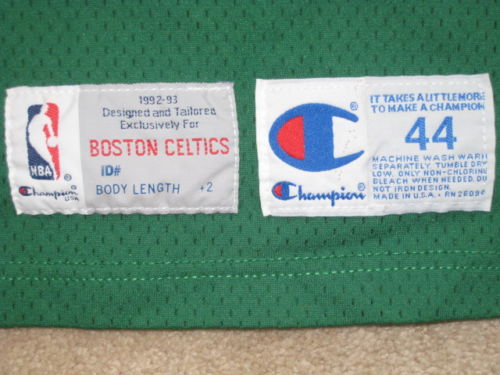 1992-93
Designed and Tailored
Exclusively For
BOSTON CELTICS
ID#
BODY LENGTH +2
NBA
Champion
USA
IT TAKES A LITTLE MORE
TO MAKE A CHAMPION
44
MACHINE WASH WARM
SEPARATELY. TUMBLE DRY
LOW. ONLY NON-CHLORINE
BLEACH WHEN NEEDED. DO
NOT IRON DESIGN.
MADE IN U.S.A. • RN 26094
Champion